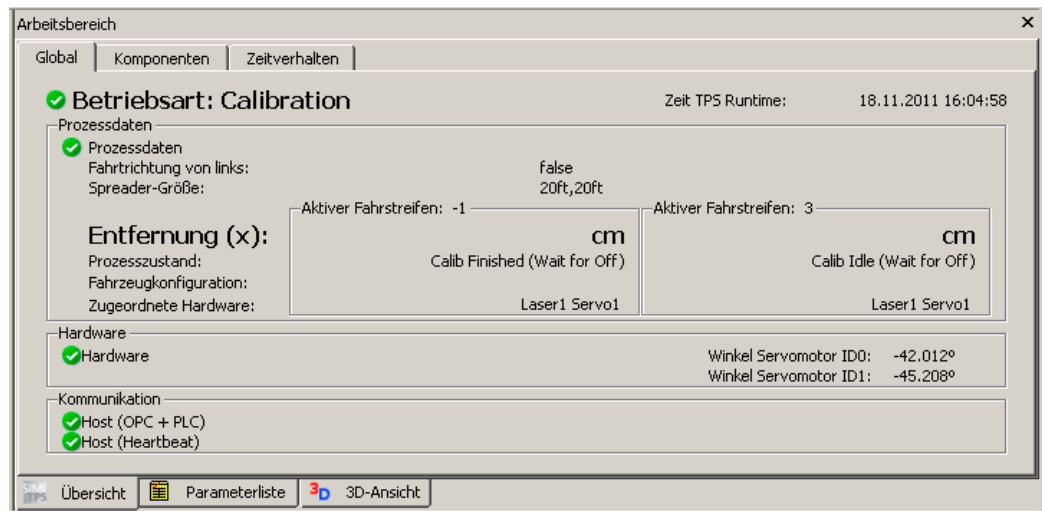 Arbeitsbereich
Global Komponenten Zeitverhalten
Betriebsart: Calibration Zeit TPS Runtime: 18.11.2011 16:04:58
Prozessdaten
Prozessdaten
Fahrtrichtung von links: false
Spreader-Größe: 20ft,20ft
Aktiver Fahrstreifen: -1 Aktiver Fahrstreifen: 3
Entfernung (x): cm cm
Prozesszustand: Calib Finished (Wait for Off) Calib Idle (Wait for Off)
Fahrzeugkonfiguration:
Zugeordnete Hardware: Laser1 Servo1 Laser1 Servo1
Hardware
Hardware Winkel Servomotor ID0: -42.012º
Winkel Servomotor ID1: -45.208º
Kommunikation
Host (OPC + PLC)
Host (Heartbeat)
Übersicht Parameterliste 3D 3D-Ansicht